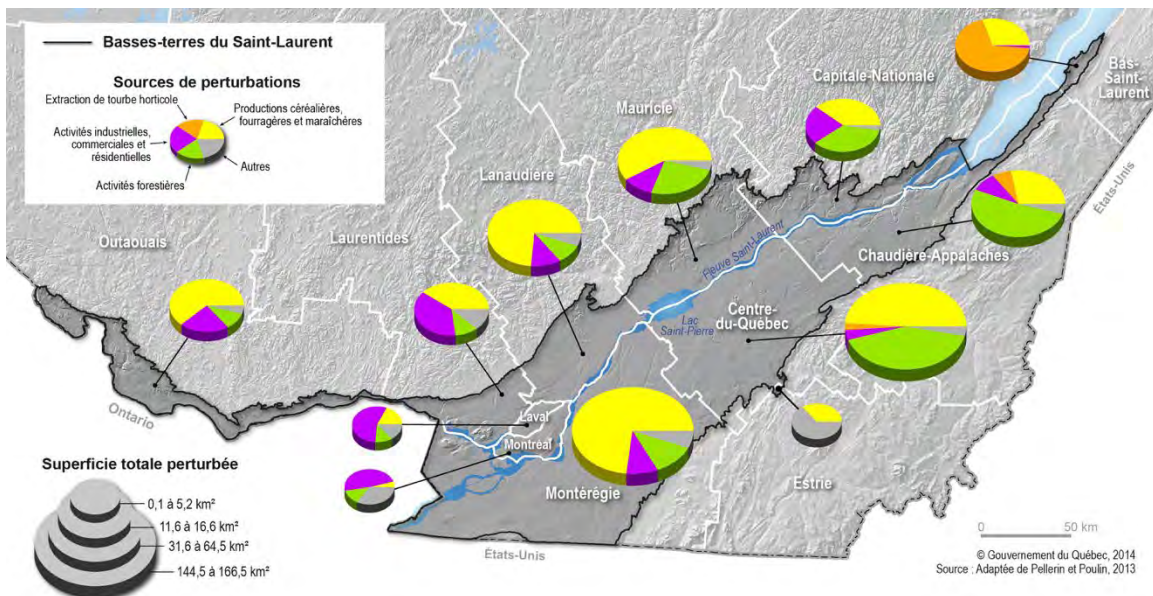 Basses-terres du Saint-Laurent
Sources de perturbations
Extraction de tourbe horticole
Productions céréalières,
fourragères et maraîchères
Activités industrielles,
commerciales et
résidentielles
Autres
Activités forestières
Outaouais
Laurentides
Lanaudière
Mauricie
Capitale-Nationale
Bas-
Saint-
Laurent
États-Unis
Chaudière-Appalaches
Fleuve Saint-Laurent
Lac
Saint-Pierre
Centre-
du-Québec
Ontario
Laval
Montréal
Montérégie
Estrie
États-Unis
Superficie totale perturbée
0,1 à 5,2 km²
11,6 à 16,6 km²
31,6 à 64,5 km²
144,5 à 166,5 km²
0 50 km
© Gouvernement du Québec, 2014
Source : Adaptée de Pellerin et Poulin, 2013